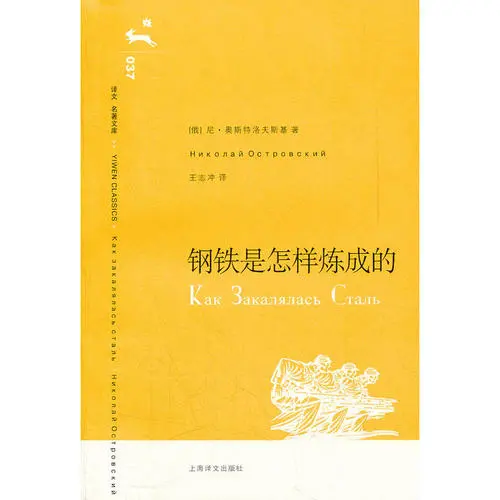 037
译文 名著文库
YIWEN CLASSICS
Как закалялась сталь
Николай Островский
[俄] 尼·奥斯特洛夫斯基 著
Николай Островский
王志冲 译
钢铁是怎样炼成的
Как Закалялась Сталь
上海译文出版社